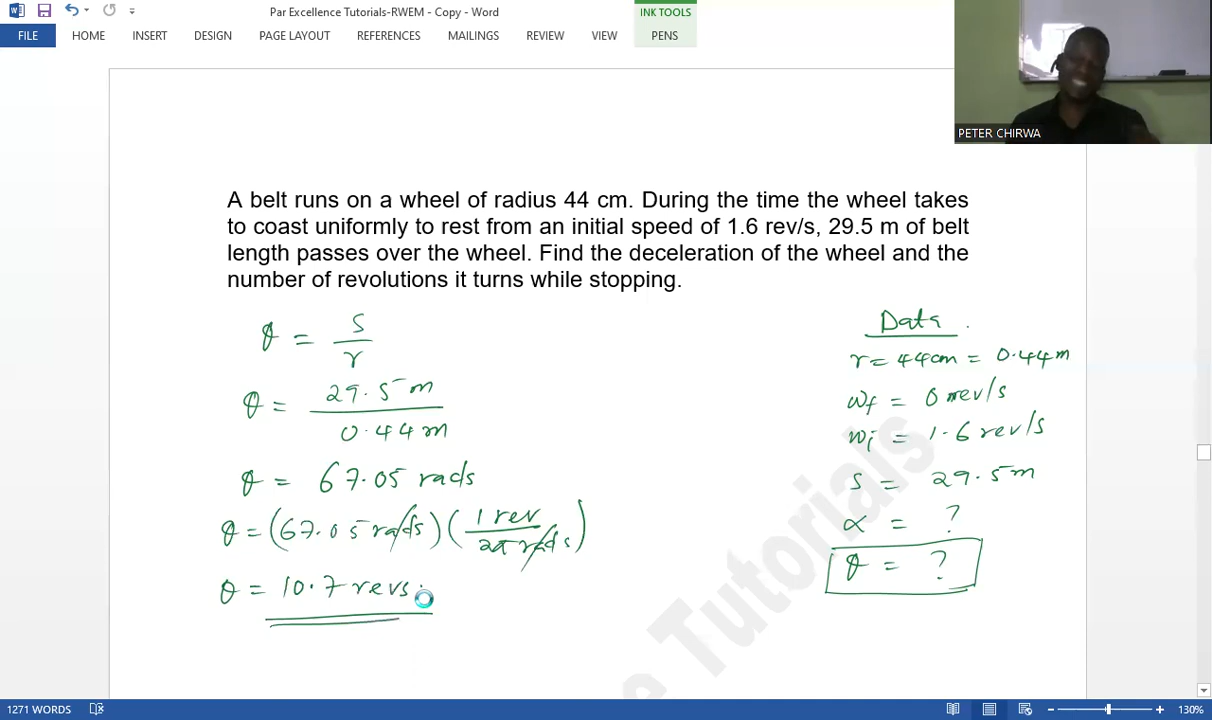 Par Excellence Tutorials-RWEM - Copy - Word
INK TOOLS
FILE HOME INSERT DESIGN PAGE LAYOUT REFERENCES MAILINGS REVIEW VIEW PENS
PETER CHIRWA
A belt runs on a wheel of radius 44 cm. During the time the wheel takes
to coast uniformly to rest from an initial speed of 1.6 rev/s, 29.5 m of belt
length passes over the wheel. Find the deceleration of the wheel and the
number of revolutions it turns while stopping.
θ = s/r
θ = 29.5 m / 0.44 m
θ = 67.05 rads
θ = (67.05 rads) (1 rev / 2π rads)
θ = 10.7 revs.
Data
r = 44cm = 0.44m
ωf = 0 rev/s
ωi = 1.6 rev/s
s = 29.5m
α = ?
θ = ?
e Tutorials
1271 WORDS
130%